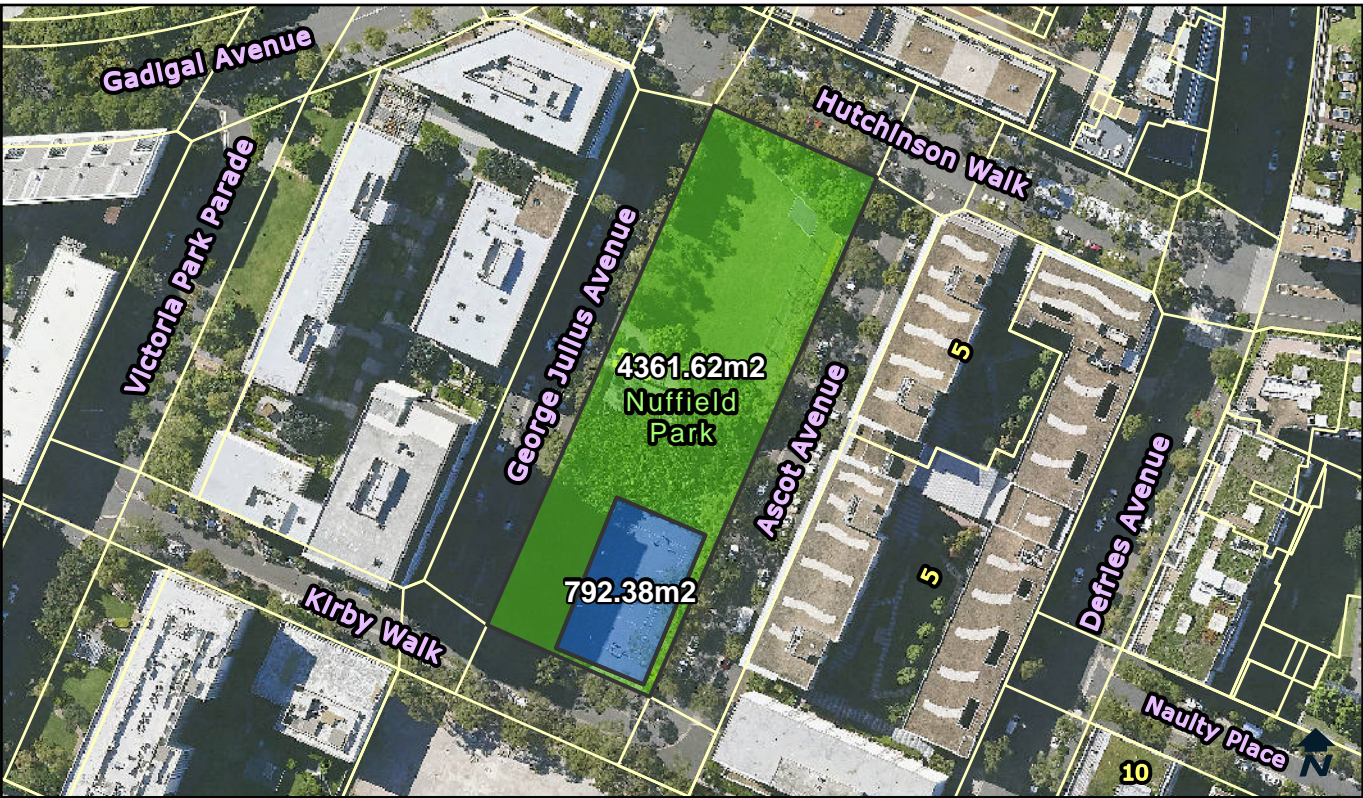 Gadigal Avenue
Hutchinson Walk
Victoria Park Parade
George Julius Avenue
5
4361.62m2
Nuffield
Park
Ascot Avenue
Defries Avenue
5
792.38m2
Kirby Walk
Naulty Place
10
N